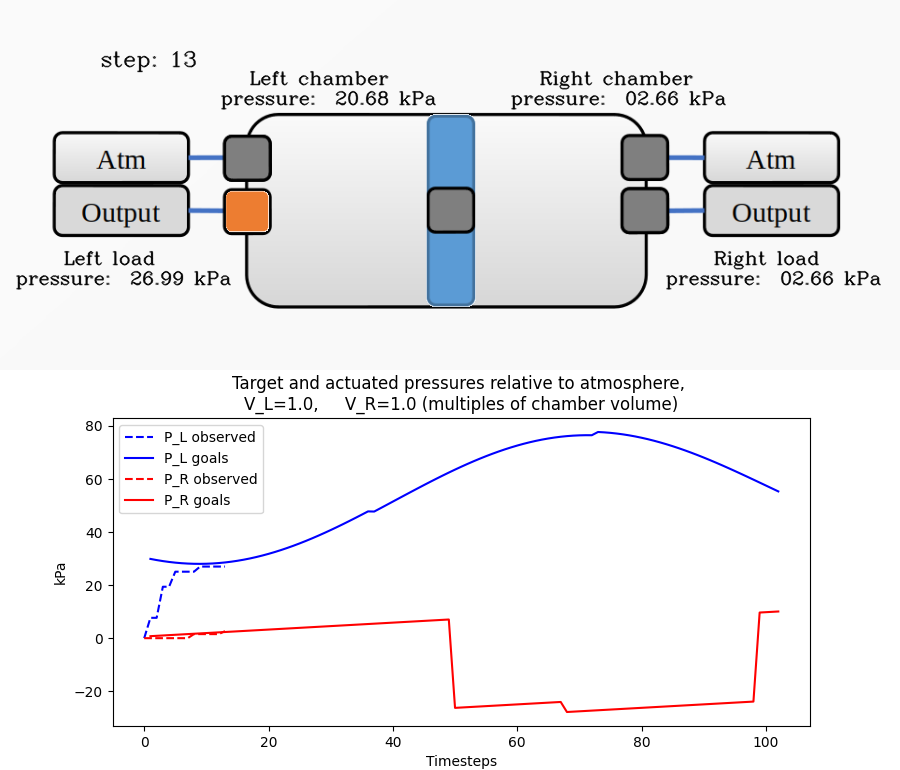 step: 13
Left chamber
pressure: 20.68 kPa
Right chamber
pressure: 02.66 kPa
Atm
Output
Atm
Output
Left load
pressure: 26.99 kPa
Right load
pressure: 02.66 kPa
Target and actuated pressures relative to atmosphere,
V_L=1.0, V_R=1.0 (multiples of chamber volume)
P_L observed
P_L goals
P_R observed
P_R goals
80
60
40
20
0
−20
kPa
0 20 40 60 80 100
Timesteps